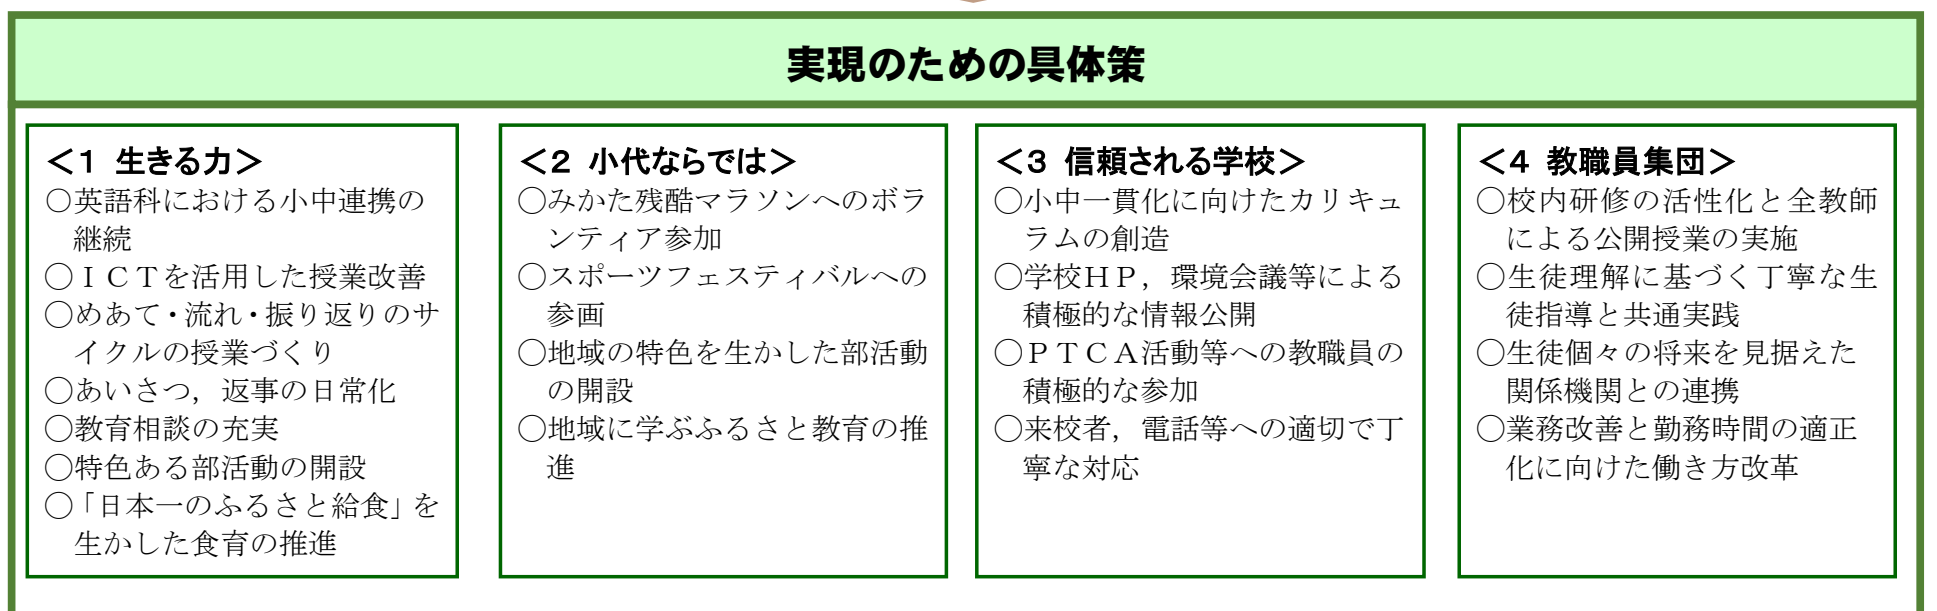 実現のための具体策
＜１ 生きる力＞
○英語科における小中連携の
継続
○ＩＣＴを活用した授業改善
○めあて・流れ・振り返りのサ
イクルの授業づくり
○あいさつ，返事の日常化
○教育相談の充実
○特色ある部活動の開設
○「日本一のふるさと給食」を
生かした食育の推進
＜２ 小代ならでは＞
○みかた残酷マラソンへのボラ
ンティア参加
○スポーツフェスティバルへの
参画
○地域の特色を生かした部活動
の開設
○地域に学ぶふるさと教育の推
進
＜３ 信頼される学校＞
○小中一貫化に向けたカリキュ
ラムの創造
○学校ＨＰ，環境会議等による
積極的な情報公開
○ＰＴＣＡ活動等への教職員の
積極的な参加
○来校者，電話等への適切で丁
寧な対応
＜４ 教職員集団＞
○校内研修の活性化と全教師
による公開授業の実施
○生徒理解に基づく丁寧な生
徒指導と共通実践
○生徒個々の将来を見据えた
関係機関との連携
○業務改善と勤務時間の適正
化に向けた働き方改革